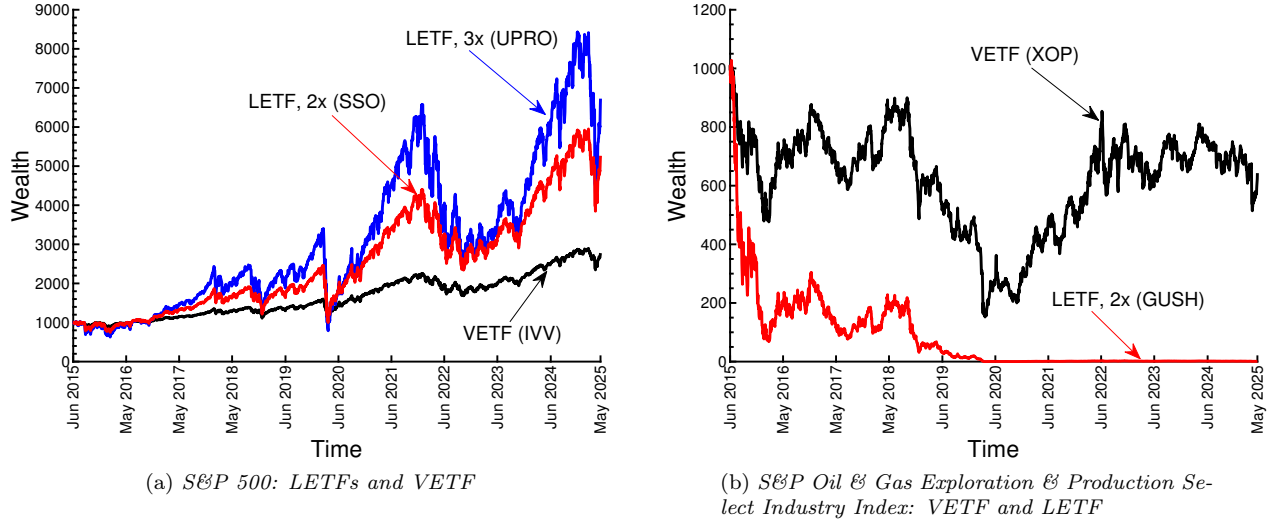 9000
8000
7000
6000
5000
4000
3000
2000
1000
0
Wealth
LETF, 3x (UPRO)
LETF, 2x (SSO)
VETF (IVV)
Jun 2015
May 2016
May 2017
May 2018
Jun 2019
Jun 2020
Jun 2021
Jun 2022
Jun 2023
Jun 2024
May 2025
Time
(a) S&P 500: LETFs and VETF
1200
1000
800
600
400
200
0
Wealth
VETF (XOP)
LETF, 2x (GUSH)
Jun 2015
May 2016
May 2017
May 2018
Jun 2019
Jun 2020
Jun 2021
Jun 2022
Jun 2023
Jun 2024
May 2025
Time
(b) S&P Oil & Gas Exploration & Production Se-
lect Industry Index: VETF and LETF